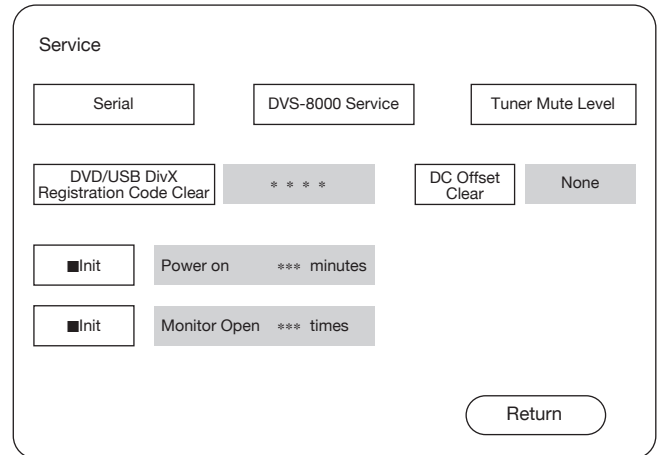 Service
Serial DVS-8000 Service Tuner Mute Level
DVD/USB DivX
Registration Code Clear
* * * *
DC Offset
Clear
None
■Init Power on *** minutes
■Init Monitor Open *** times
Return